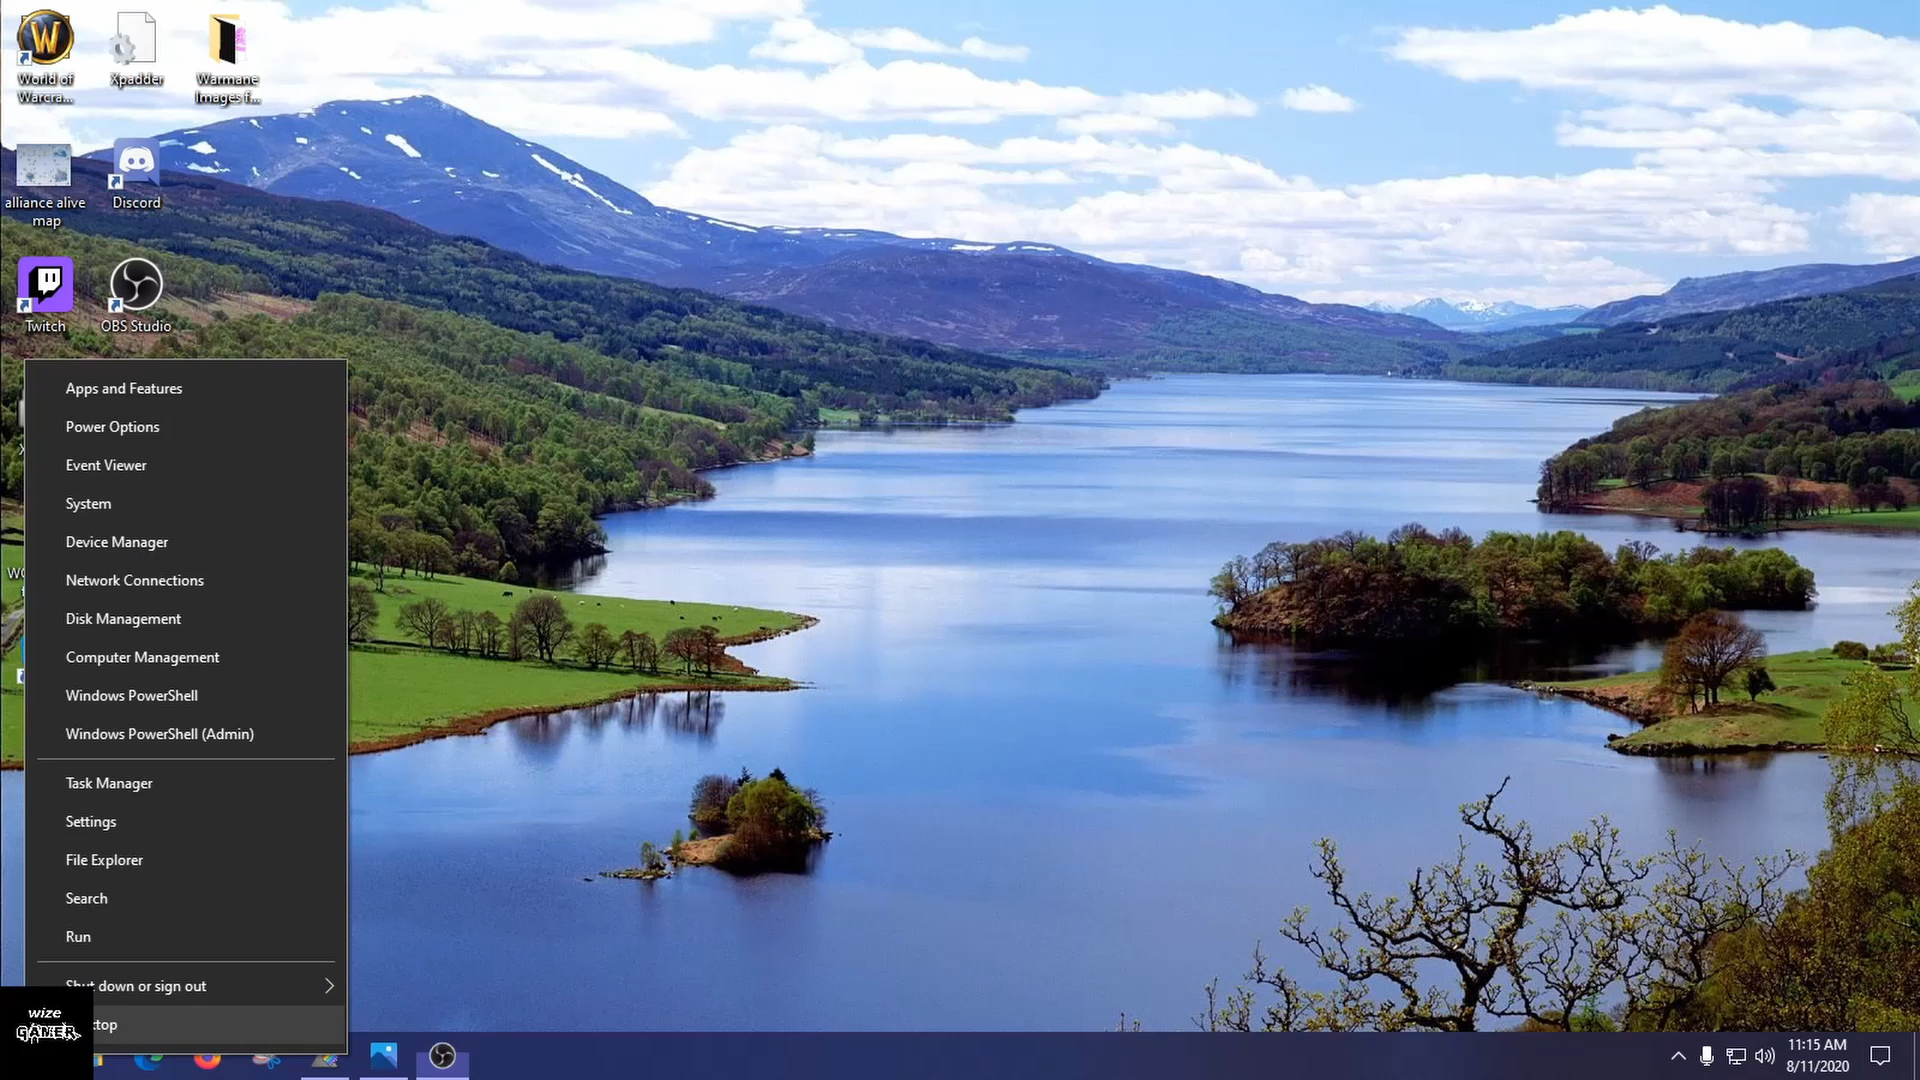 World of
Warcra...
Xpadder
Warmane
Images f...
alliance alive
map
Discord
Twitch
OBS Studio
Apps and Features
Power Options
Event Viewer
System
Device Manager
Network Connections
Disk Management
Computer Management
Windows PowerShell
Windows PowerShell (Admin)
Task Manager
Settings
File Explorer
Search
Run
Shut down or sign out
ktop
wize
GAMER
11:15 AM
8/11/2020